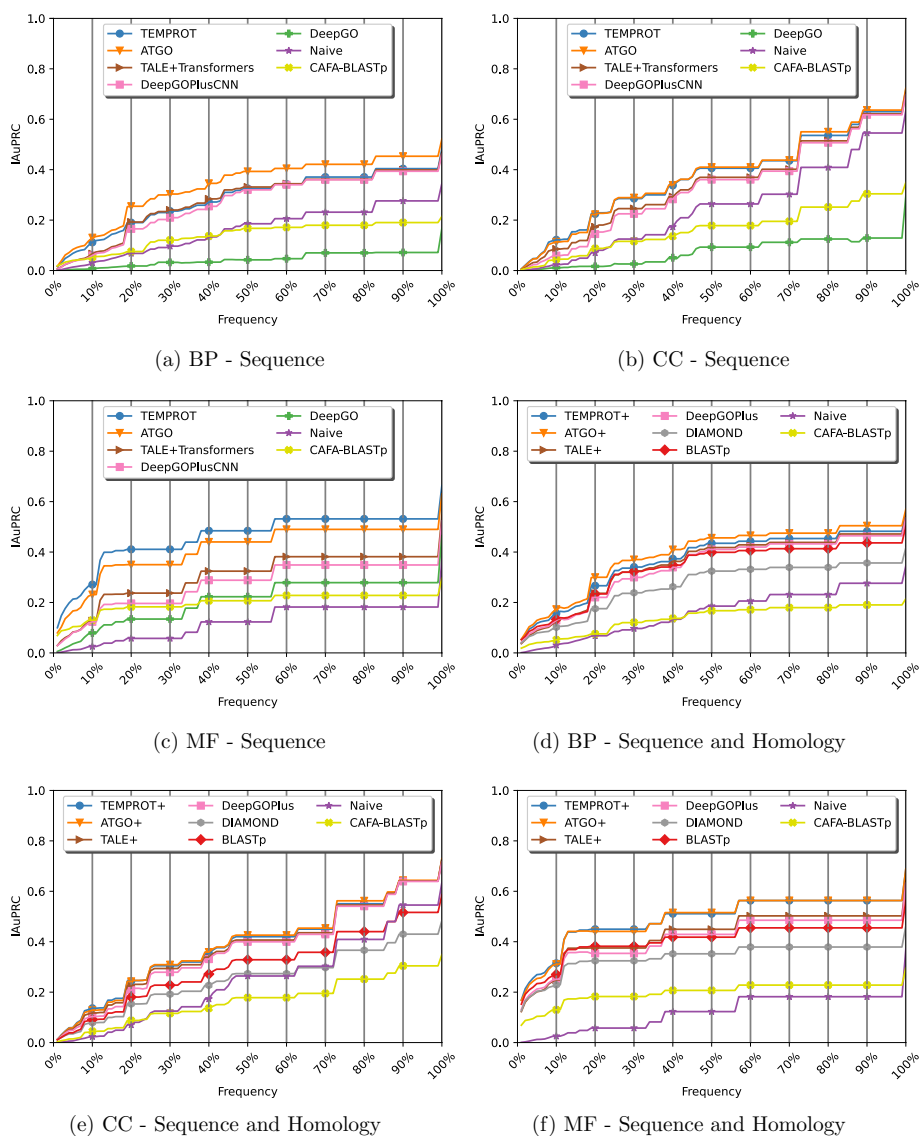 1.0
0.8
0.6
0.4
0.2
0.0
IAuPRC
TEMPROT
ATGO
TALE+Transformers
DeepGOPlusCNN
DeepGO
Naive
CAFA-BLASTp
0% 10% 20% 30% 40% 50% 60% 70% 80% 90% 100%
Frequency
(a) BP - Sequence
1.0
0.8
0.6
0.4
0.2
0.0
IAuPRC
TEMPROT
ATGO
TALE+Transformers
DeepGOPlusCNN
DeepGO
Naive
CAFA-BLASTp
0% 10% 20% 30% 40% 50% 60% 70% 80% 90% 100%
Frequency
(b) CC - Sequence
1.0
0.8
0.6
0.4
0.2
0.0
IAuPRC
TEMPROT
ATGO
TALE+Transformers
DeepGOPlusCNN
DeepGO
Naive
CAFA-BLASTp
0% 10% 20% 30% 40% 50% 60% 70% 80% 90% 100%
Frequency
(c) MF - Sequence
1.0
0.8
0.6
0.4
0.2
0.0
IAuPRC
TEMPROT+
ATGO+
TALE+
DeepGOPlus
DIAMOND
BLASTp
Naive
CAFA-BLASTp
0% 10% 20% 30% 40% 50% 60% 70% 80% 90% 100%
Frequency
(d) BP - Sequence and Homology
1.0
0.8
0.6
0.4
0.2
0.0
IAuPRC
TEMPROT+
ATGO+
TALE+
DeepGOPlus
DIAMOND
BLASTp
Naive
CAFA-BLASTp
0% 10% 20% 30% 40% 50% 60% 70% 80% 90% 100%
Frequency
(e) CC - Sequence and Homology
1.0
0.8
0.6
0.4
0.2
0.0
IAuPRC
TEMPROT+
ATGO+
TALE+
DeepGOPlus
DIAMOND
BLASTp
Naive
CAFA-BLASTp
0% 10% 20% 30% 40% 50% 60% 70% 80% 90% 100%
Frequency
(f) MF - Sequence and Homology